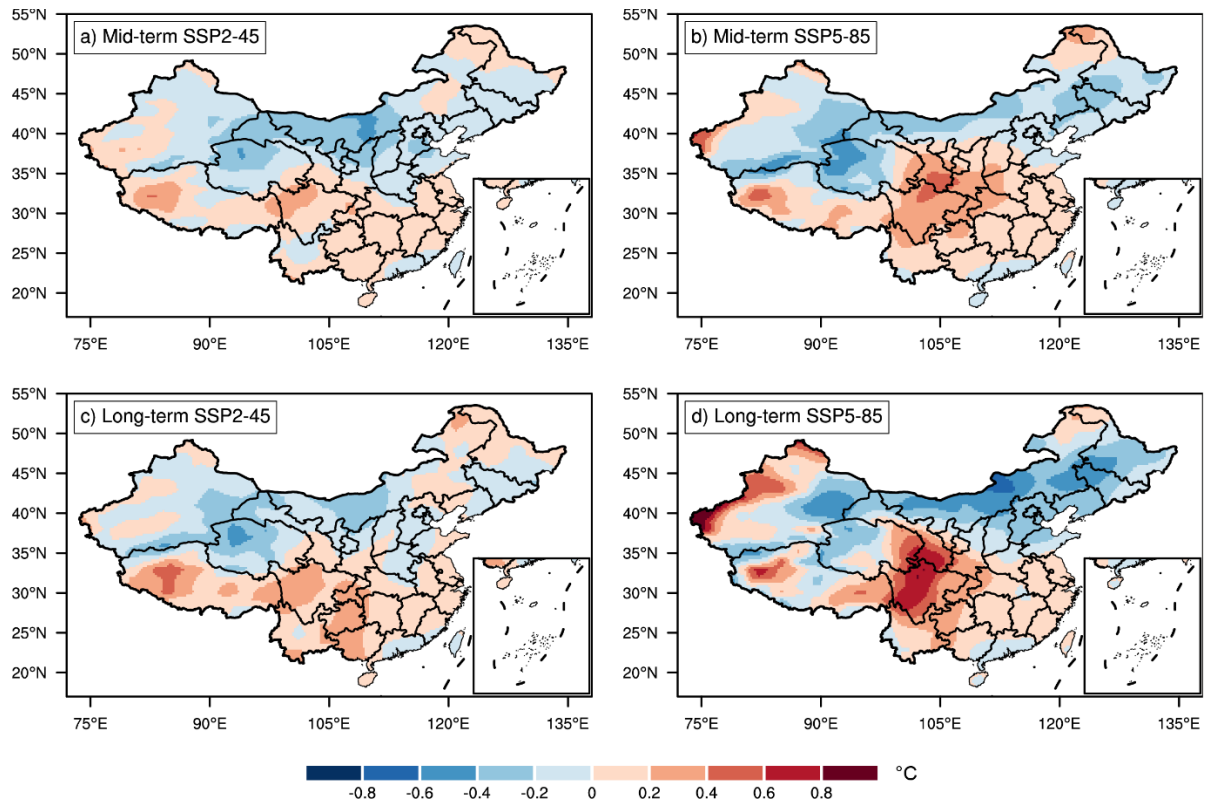 55°N
50°N
45°N
40°N
35°N
30°N
25°N
20°N
a) Mid-term SSP2-45
75°E 90°E 105°E 120°E 135°E
55°N
50°N
45°N
40°N
35°N
30°N
25°N
20°N
b) Mid-term SSP5-85
75°E 90°E 105°E 120°E 135°E
55°N
50°N
45°N
40°N
35°N
30°N
25°N
20°N
c) Long-term SSP2-45
75°E 90°E 105°E 120°E 135°E
55°N
50°N
45°N
40°N
35°N
30°N
25°N
20°N
d) Long-term SSP5-85
75°E 90°E 105°E 120°E 135°E
°C
-0.8 -0.6 -0.4 -0.2 0 0.2 0.4 0.6 0.8